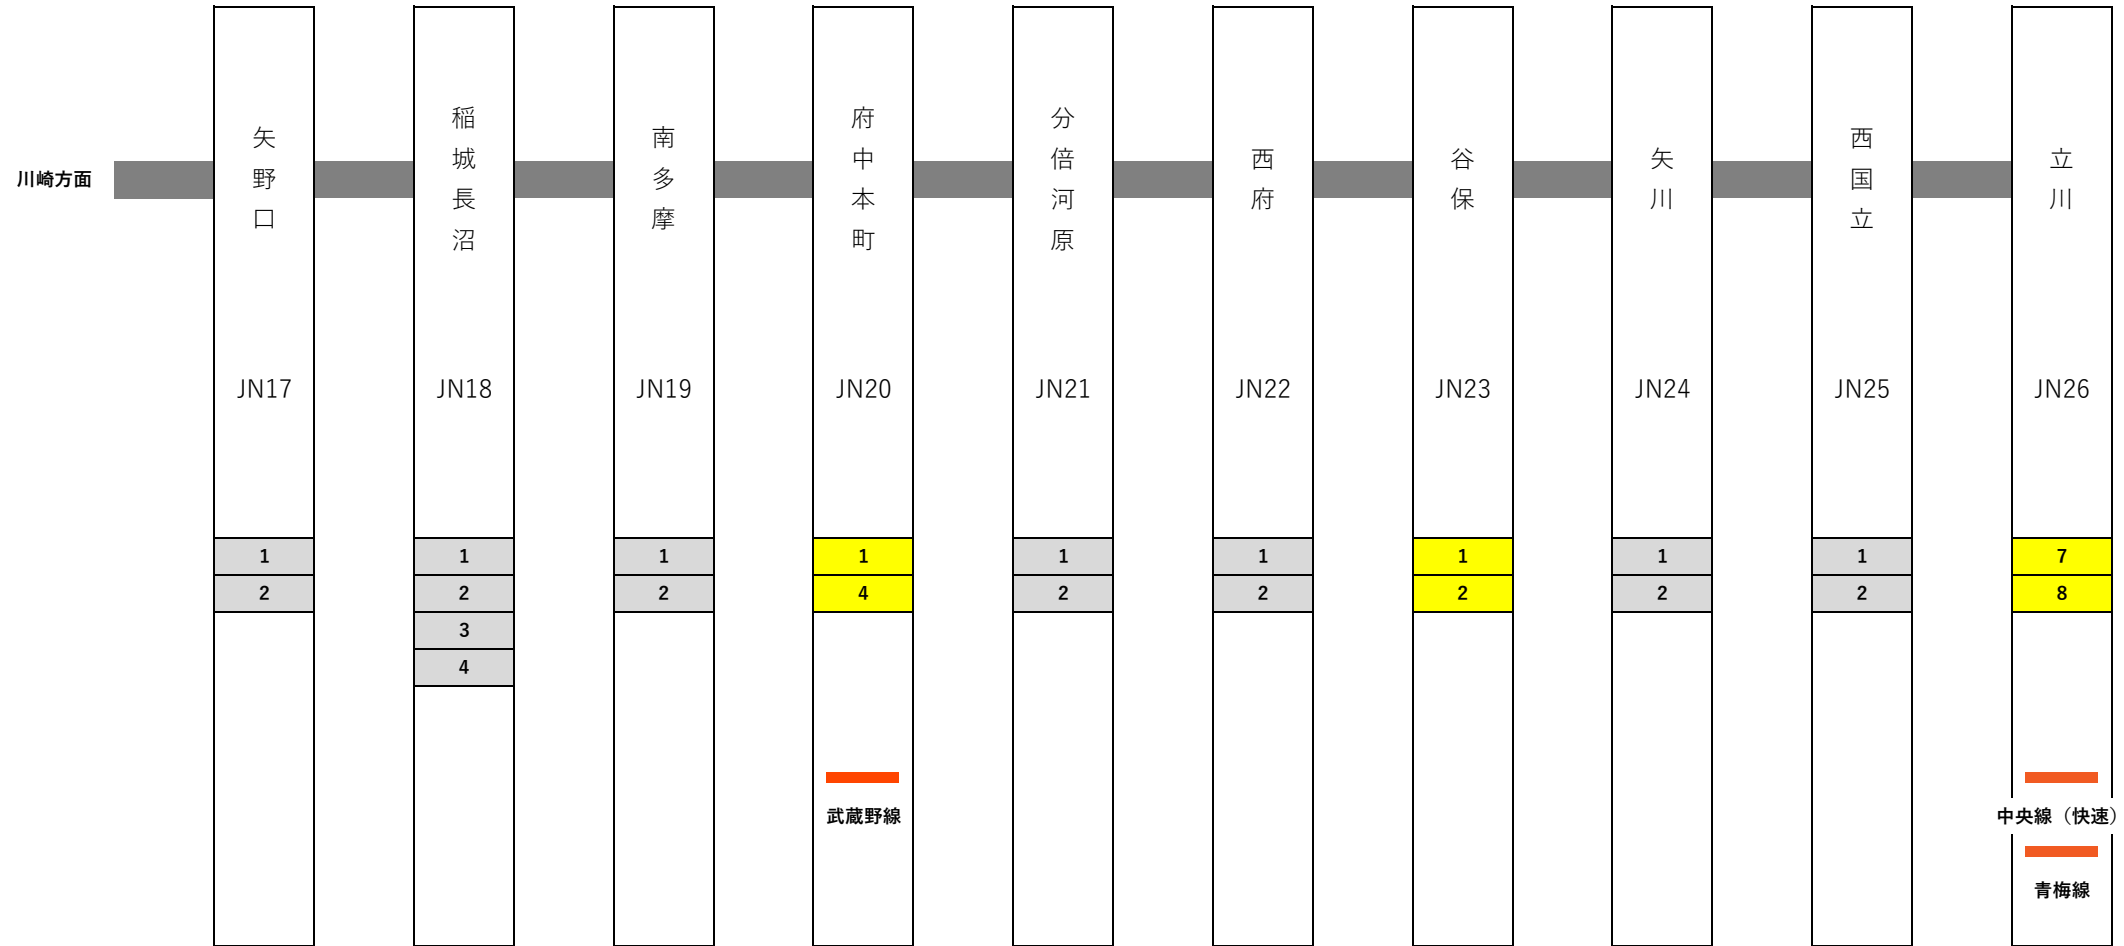 川崎方面
矢野口
JN17
1
2
稲城長沼
JN18
1
2
3
4
南多摩
JN19
1
2
府中本町
JN20
1
4
武蔵野線
分倍河原
JN21
1
2
西府
JN22
1
2
谷保
JN23
1
2
矢川
JN24
1
2
西国立
JN25
1
2
立川
JN26
7
8
中央線（快速）
青梅線